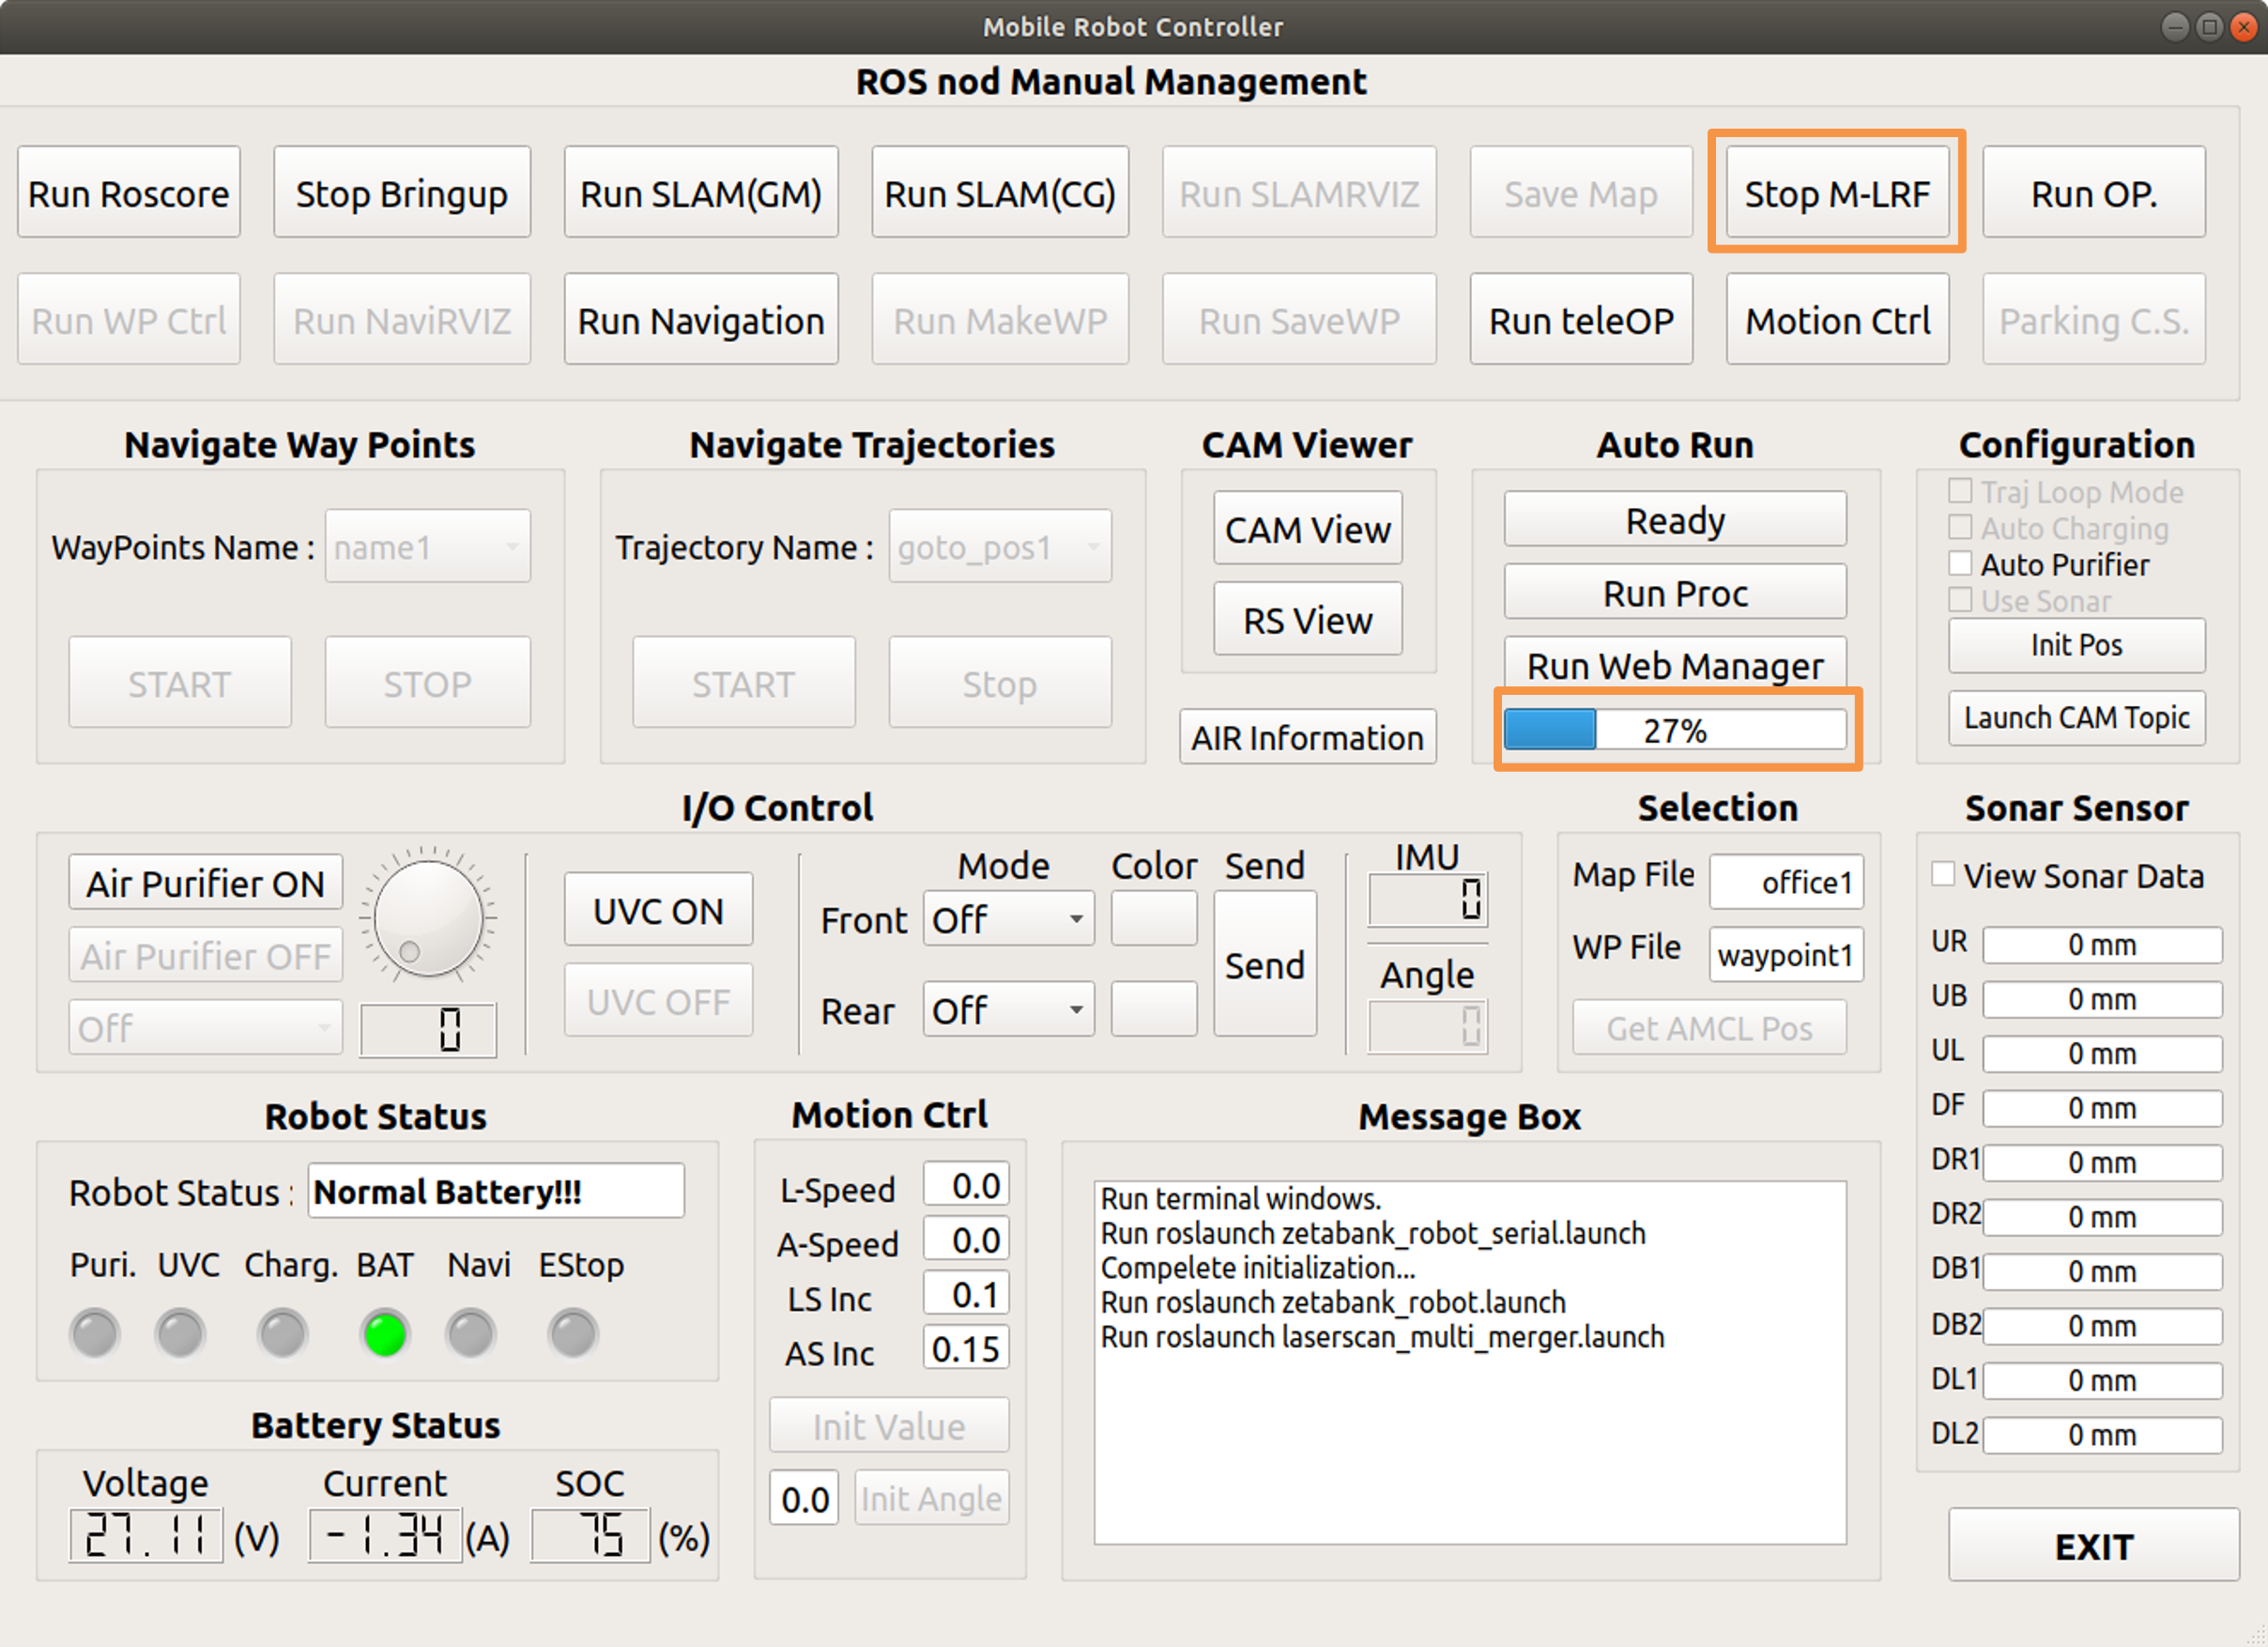 Mobile Robot Controller
ROS nod Manual Management
Run Roscore Stop Bringup Run SLAM(GM) Run SLAM(CG) Run SLAMRVIZ Save Map Stop M-LRF Run OP.
Run WP Ctrl Run NaviRVIZ Run Navigation Run MakeWP Run SaveWP Run teleOP Motion Ctrl Parking C.S.
Navigate Way Points
WayPoints Name : name1
START STOP
Navigate Trajectories
Trajectory Name : goto_pos1
START Stop
CAM Viewer
CAM View
RS View
AIR Information
Auto Run
Ready
Run Proc
Run Web Manager
27%
Configuration
Traj Loop Mode
Auto Charging
Auto Purifier
Use Sonar
Init Pos
Launch CAM Topic
I/O Control
Air Purifier ON
Air Purifier OFF
Off
0
UVC ON
UVC OFF
Mode Color Send
Front Off
Send
Rear Off
IMU
0
Angle
0
Selection
Map File office1
WP File waypoint1
Get AMCL Pos
Sonar Sensor
View Sonar Data
UR 0 mm
UB 0 mm
UL 0 mm
DF 0 mm
DR1 0 mm
DR2 0 mm
DB1 0 mm
DB2 0 mm
DL1 0 mm
DL2 0 mm
Robot Status
Robot Status : Normal Battery!!!
Puri. UVC Charg. BAT Navi EStop
Battery Status
Voltage Current SOC
27.11 (V) -1.34 (A) 75 (%)
Motion Ctrl
L-Speed 0.0
A-Speed 0.0
LS Inc 0.1
AS Inc 0.15
Init Value
0.0 Init Angle
Message Box
Run terminal windows.
Run roslaunch zetabank_robot_serial.launch
Compelete initialization...
Run roslaunch zetabank_robot.launch
Run roslaunch laserscan_multi_merger.launch
EXIT